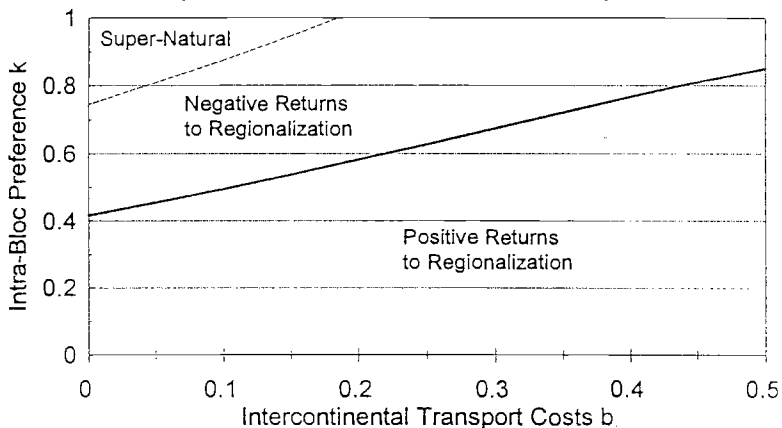 1
Super-Natural
0.8
Negative Returns
to Regionalization
0.6
0.4
Positive Returns
to Regionalization
0.2
0
Intra-Bloc Preference k
0 0.1 0.2 0.3 0.4 0.5
Intercontinental Transport Costs b